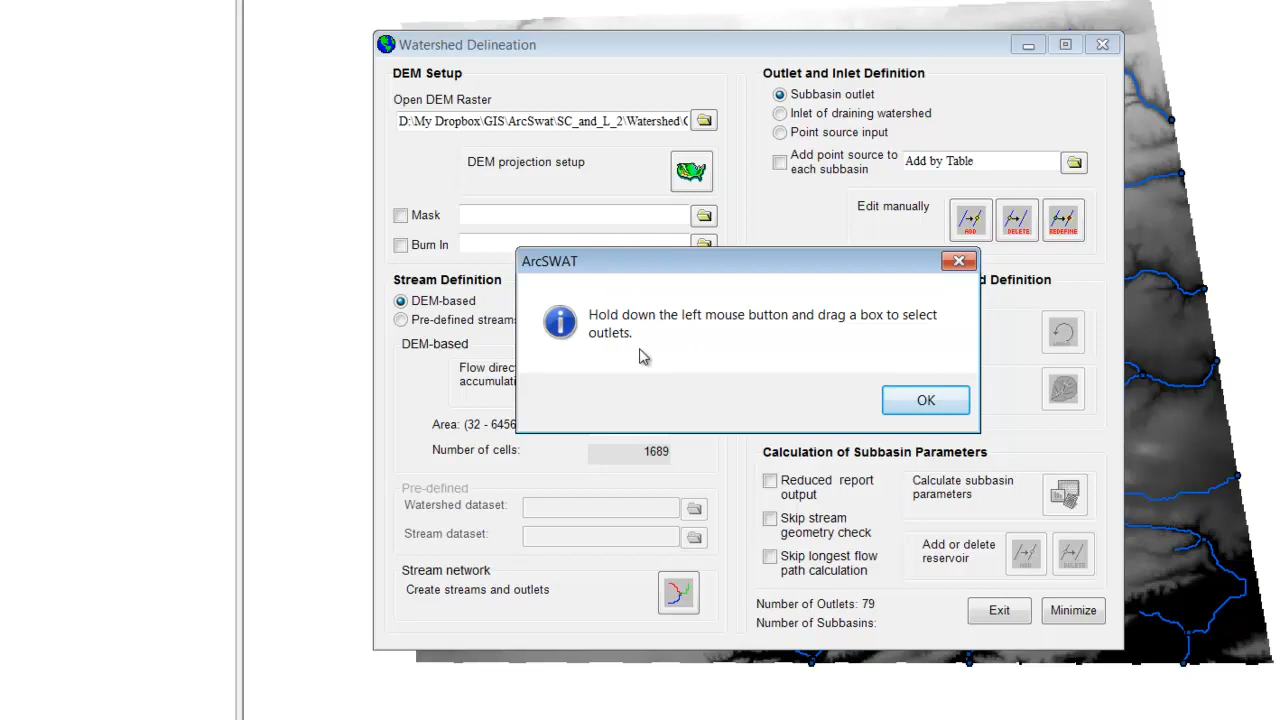 Watershed Delineation
DEM Setup
Open DEM Raster
D:\My Dropbox\GIS\ArcSwat\SC_and_L_2\Watershed\
DEM projection setup
Mask
Burn In
Stream Definition
DEM-based
Pre-defined streams
DEM-based
Flow direc
accumulati
Area: (32 - 6456
Number of cells:
1689
Pre-defined
Watershed dataset:
Stream dataset:
Stream network
Create streams and outlets
Outlet and Inlet Definition
Subbasin outlet
Inlet of draining watershed
Point source input
Add point source to
each subbasin
Add by Table
Edit manually
ADD
DELETE
REDEFINE
d Definition
ArcSWAT
Hold down the left mouse button and drag a box to select
outlets.
OK
Calculation of Subbasin Parameters
Reduced report
output
Calculate subbasin
parameters
Skip stream
geometry check
Add or delete
reservoir
ADD
DELETE
Skip longest flow
path calculation
Number of Outlets: 79
Number of Subbasins:
Exit
Minimize